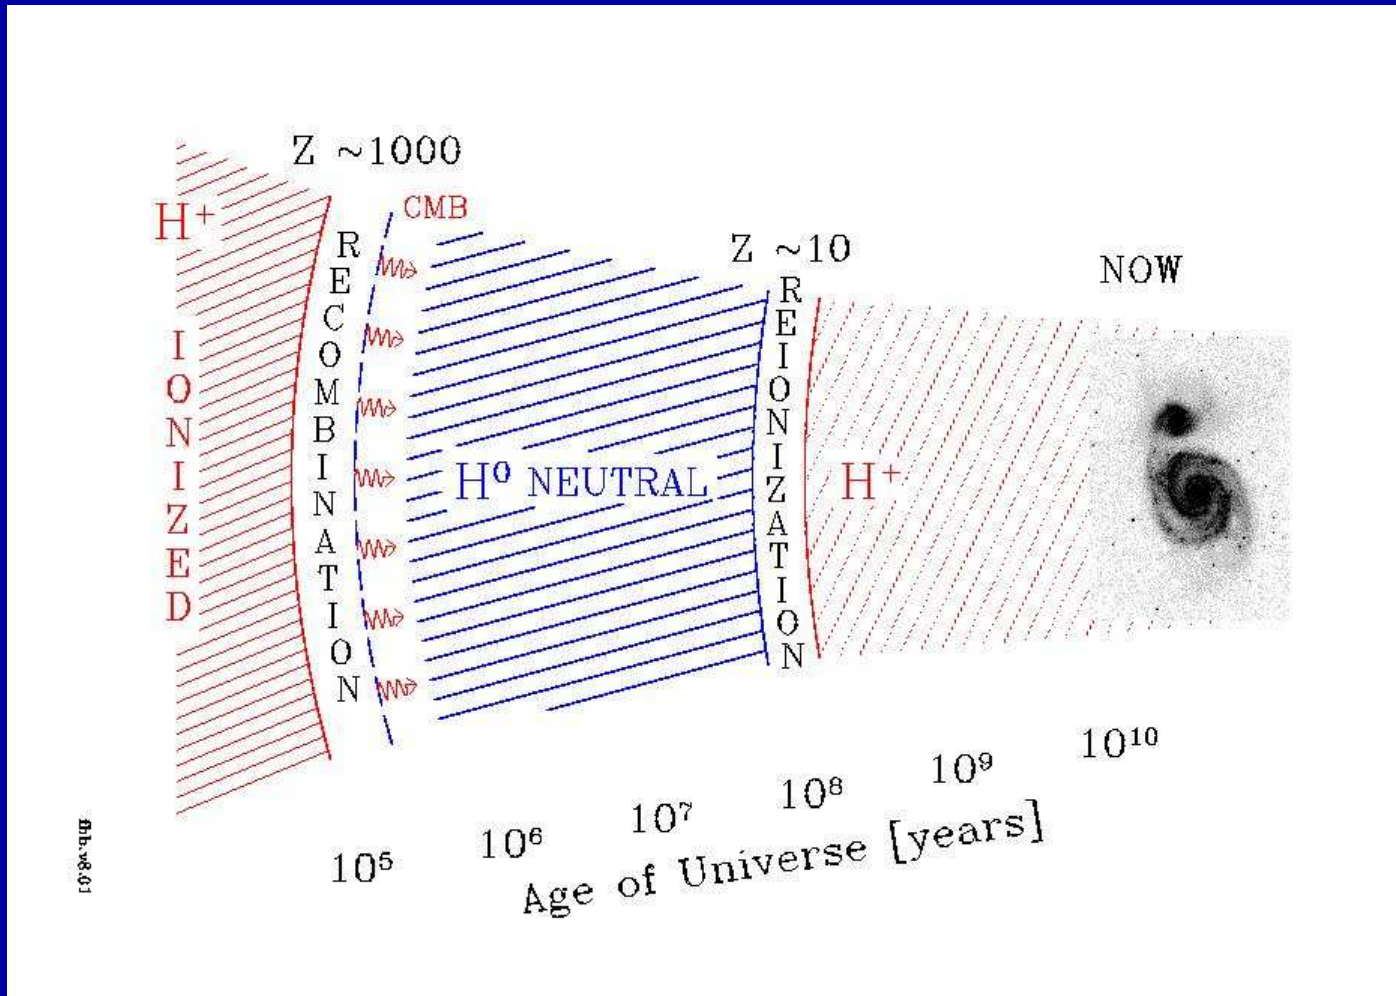 Z ~1000
H⁺
CMB
RECOMBINATION
IONIZED
Z ~10
REIONIZATION
NOW
H⁰ NEUTRAL
H⁺
10⁵ 10⁶ 10⁷ 10⁸ 10⁹ 10¹⁰
Age of Universe [years]